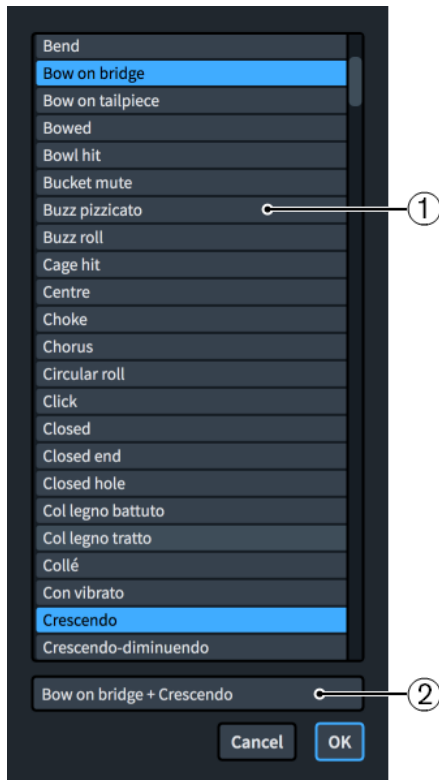 Bend
Bow on bridge
Bow on tailpiece
Bowed
Bowl hit
Bucket mute
Buzz pizzicato
1
Buzz roll
Cage hit
Centre
Choke
Chorus
Circular roll
Click
Closed
Closed end
Closed hole
Col legno battuto
Col legno tratto
Collé
Con vibrato
Crescendo
Crescendo-diminuendo
Bow on bridge + Crescendo
2
Cancel OK